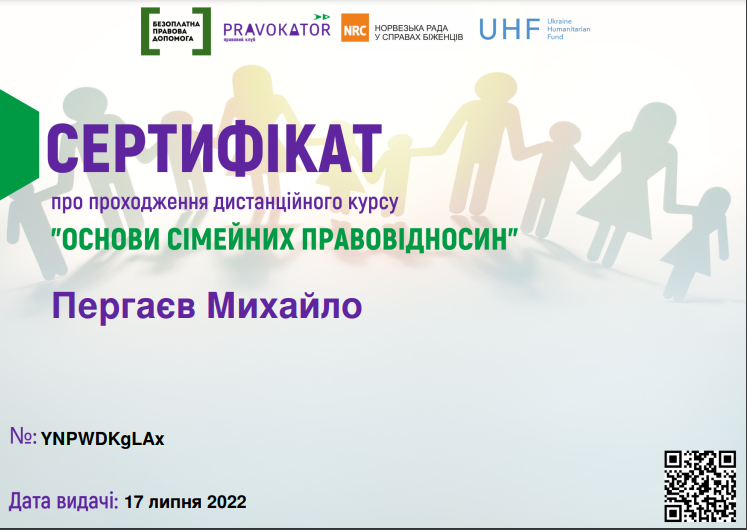 БЕЗОПЛАТНА
ПРАВОВА
ДОПОМОГА
PRAVOKATOR
правовий клуб
NRC
НОРВЕЗЬКА РАДА
У СПРАВАХ БІЖЕНЦІВ
UHF
Ukraine
Humanitarian
Fund
СЕРТИФІКАТ
про проходження дистанційного курсу
"ОСНОВИ СІМЕЙНИХ ПРАВОВІДНОСИН"
Пергаєв Михайло
№: YNPWDKgLAx
Дата видачі: 17 липня 2022